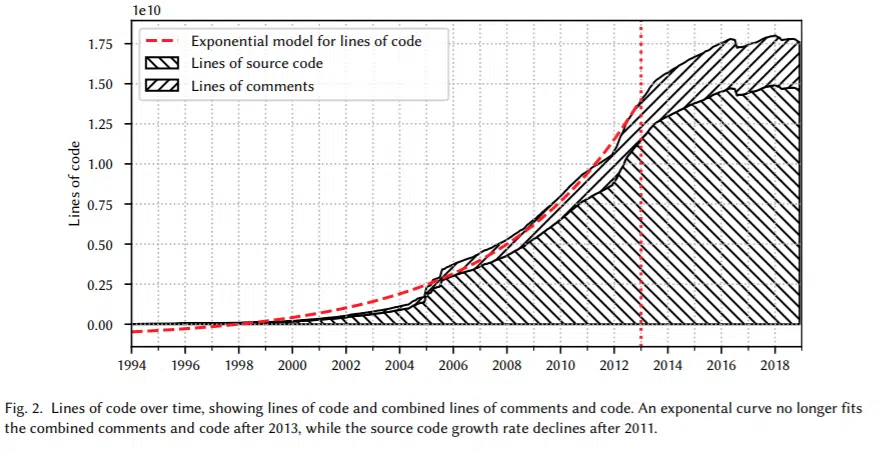 1e10
1.75
1.50
1.25
1.00
0.75
0.50
0.25
0.00
Lines of code
Exponential model for lines of code
Lines of source code
Lines of comments
1994 1996 1998 2000 2002 2004 2006 2008 2010 2012 2014 2016 2018
Fig. 2. Lines of code over time, showing lines of code and combined lines of comments and code. An exponental curve no longer fits
the combined comments and code after 2013, while the source code growth rate declines after 2011.